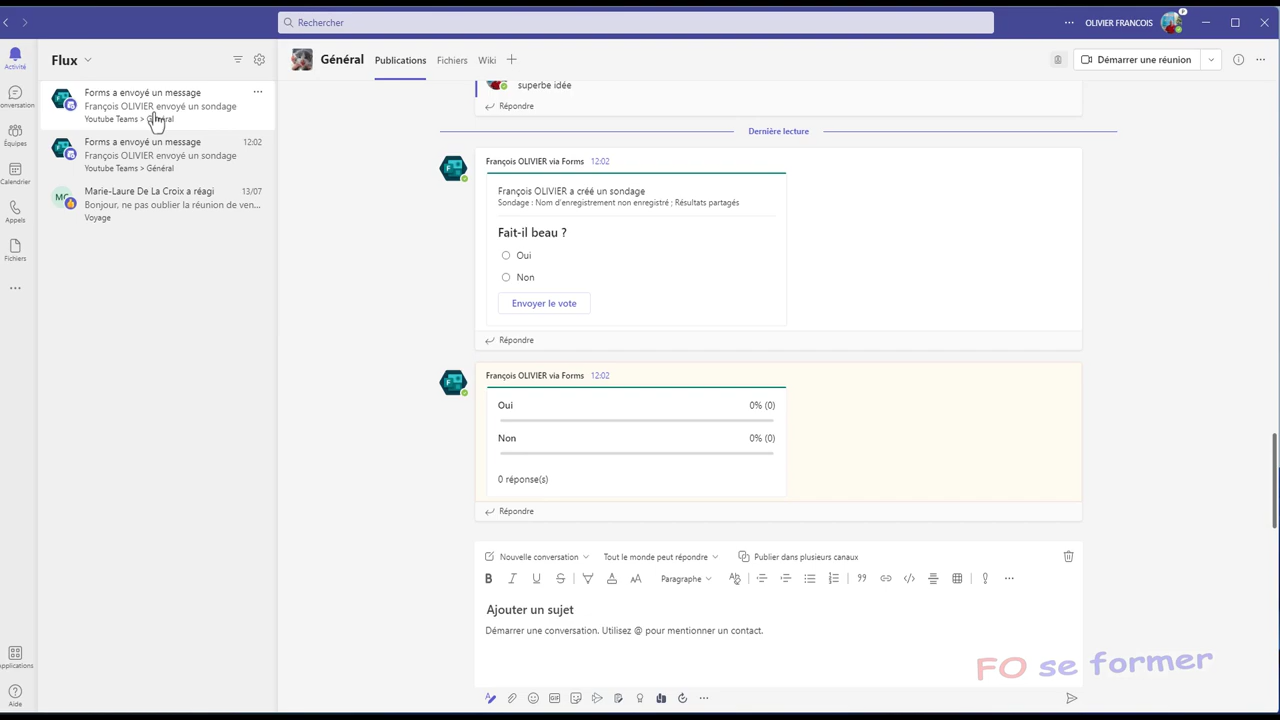 Rechercher
OLIVIER FRANCOIS
P
Activité
onversation
Équipes
Calendrier
Appels
Fichiers
pplications
Aide
Flux
Forms a envoyé un message
François OLIVIER envoyé un sondage
Youtube Teams > Général
Forms a envoyé un message 12:02
François OLIVIER envoyé un sondage
Youtube Teams > Général
MC
Marie-Laure De La Croix a réagi 13/07
Bonjour, ne pas oublier la réunion de ven...
Voyage
Général Publications Fichiers Wiki
Démarrer une réunion
superbe idée
Répondre
Dernière lecture
François OLIVIER via Forms 12:02
François OLIVIER a créé un sondage
Sondage : Nom d'enregistrement non enregistré ; Résultats partagés
Fait-il beau ?
Oui
Non
Envoyer le vote
Répondre
François OLIVIER via Forms 12:02
Oui 0% (0)
Non 0% (0)
0 réponse(s)
Répondre
Nouvelle conversation Tout le monde peut répondre Publier dans plusieurs canaux
Paragraphe
Ajouter un sujet
Démarrer une conversation. Utilisez @ pour mentionner un contact.
FO se former